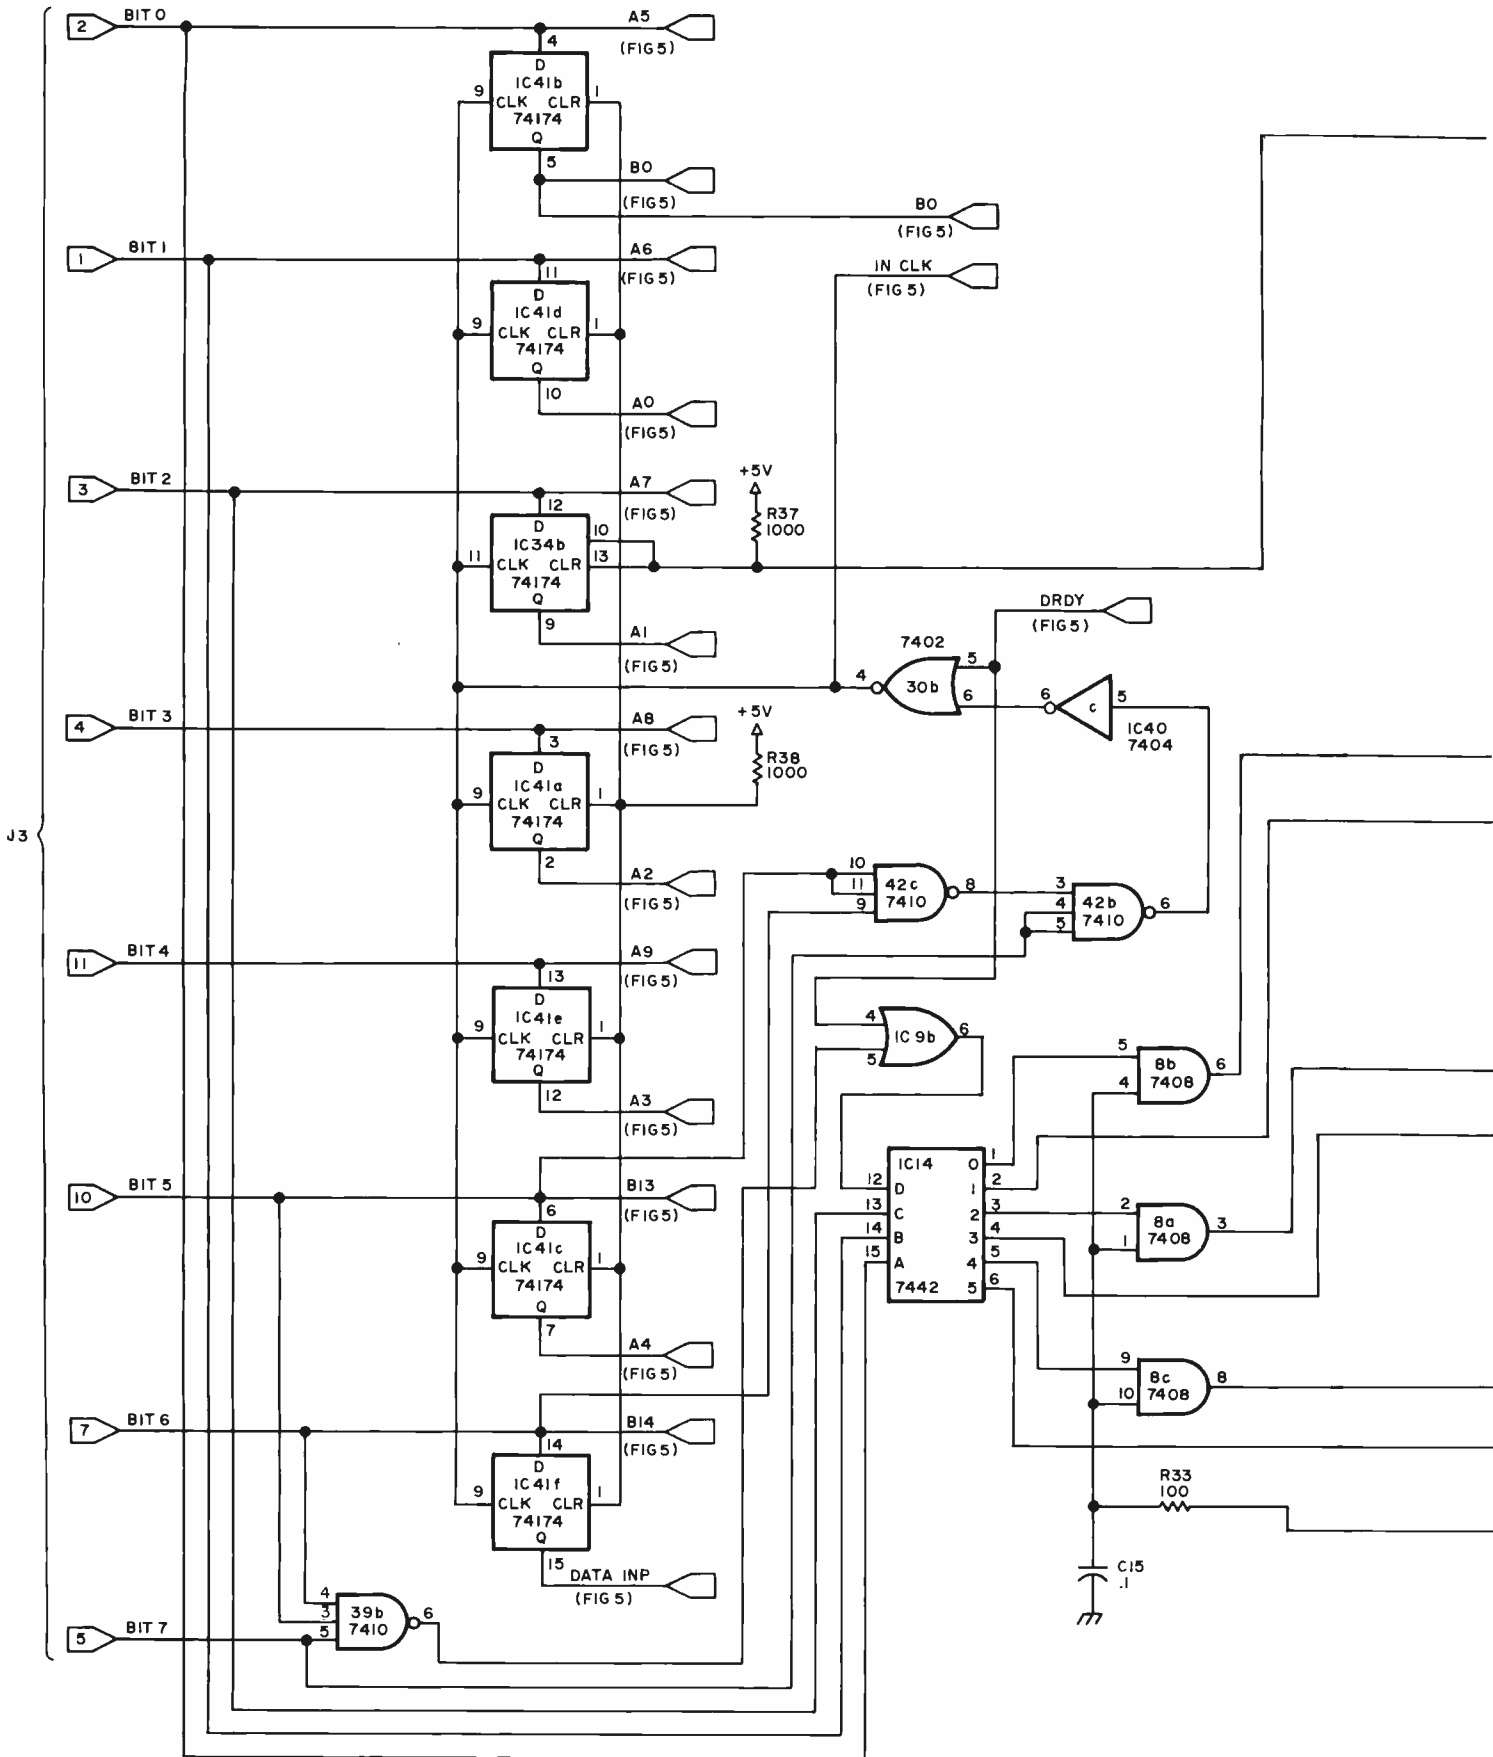 J3
2 BIT 0 A5
(FIG 5)
4
D
IC41b
9 CLK CLR 1
74174
Q
5
B0
(FIG 5)
B0
(FIG 5)
1 BIT 1 A6
(FIG 5)
11
D
IC41d
9 CLK CLR 1
74174
Q
10
A0
(FIG 5)
IN CLK
(FIG 5)
3 BIT 2 A7
(FIG 5)
12
D 10
IC34b
11 CLK CLR 13
74174
Q
9
A1
(FIG 5)
+5V
R37
1000
DRDY
(FIG 5)
7402
4 30b 5
6
6 c 5
IC40
7404
4 BIT 3 A8
(FIG 5)
3
D
IC41a
9 CLK CLR 1
74174
Q
2
A2
(FIG 5)
+5V
R38
1000
10
11 42c 8
9 7410
3
4 42b 6
5 7410
11 BIT 4 A9
(FIG 5)
13
D
IC41e
9 CLK CLR 1
74174
Q
12
A3
(FIG 5)
4
IC9b 6
5
5 8b 6
4 7408
10 BIT 5 B13
(FIG 5)
6
D
IC41c
9 CLK CLR 1
74174
Q
7
A4
(FIG 5)
IC14 0 1
12 D 1 2
13 C 2 3
14 B 3 4
15 A 4 5
7442 5 6
2 8a 3
1 7408
9 8c 8
10 7408
7 BIT 6 B14
(FIG 5)
14
D
IC41f
9 CLK CLR 1
74174
Q
15 DATA INP
(FIG 5)
R33
100
C15
.1
4
3 39b 6
5 7410
5 BIT 7